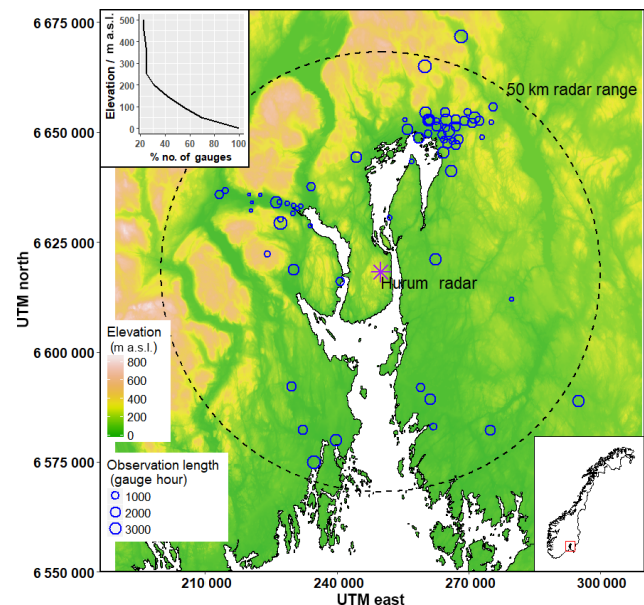 6 675 000
6 650 000
6 625 000
6 600 000
6 575 000
6 550 000
UTM north
500
400
300
200
100
0
Elevation / m a.s.l.
20 40 60 80 100
% no. of gauges
50 km radar range
Hurum radar
Elevation
(m a.s.l.)
800
600
400
200
0
Observation length
(gauge hour)
1000
2000
3000
210 000 240 000 270 000 300 000
UTM east